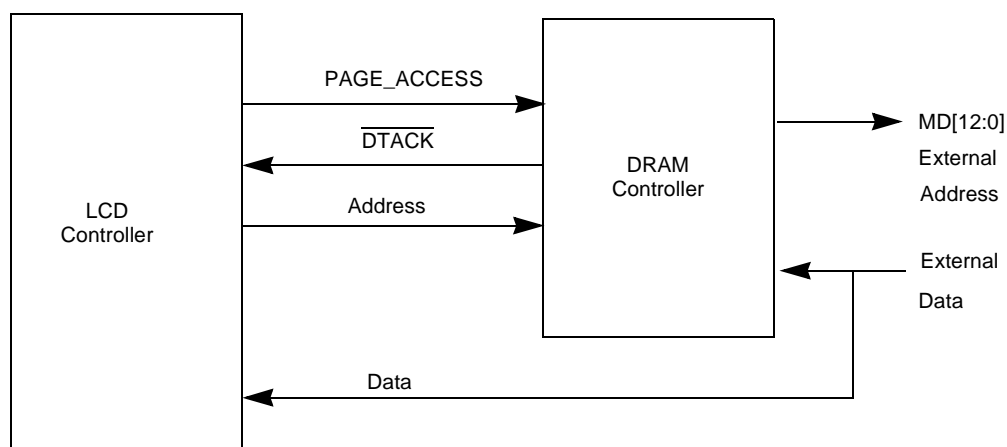 PAGE_ACCESS
DTACK
Address
LCD
Controller
DRAM
Controller
MD[12:0]
External
Address
External
Data
Data